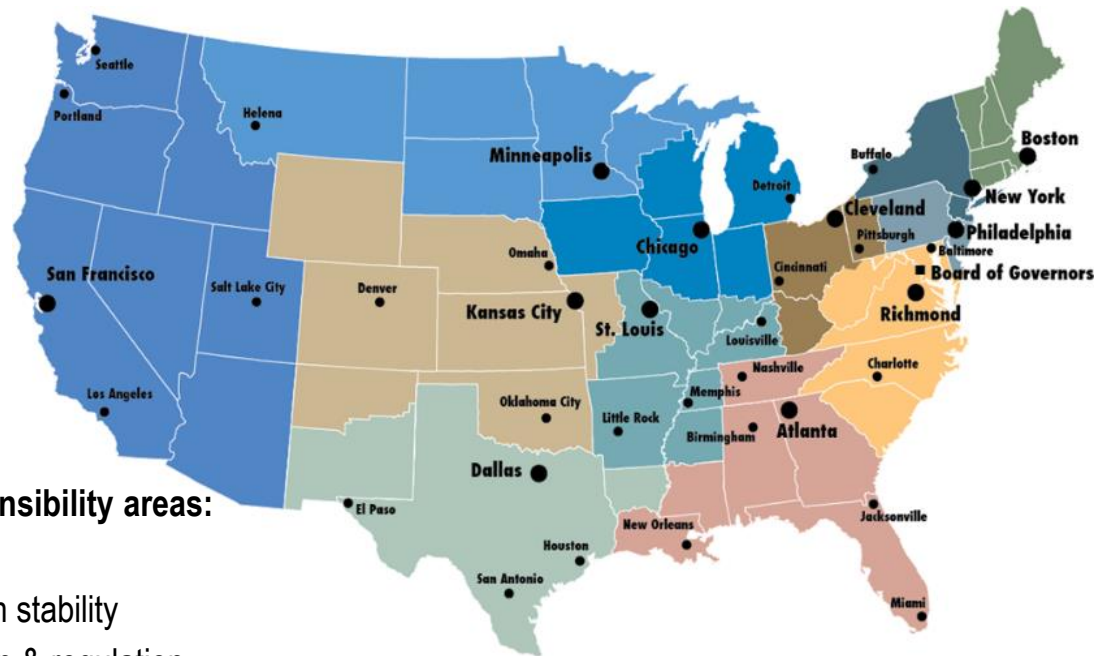 Seattle
Portland
Helena
Minneapolis
Buffalo
Boston
Detroit
New York
Cleveland
Chicago
Pittsburgh
Philadelphia
Baltimore
Omaha
Cincinnati
Board of Governors
San Francisco
Salt Lake City
Denver
Kansas City
St. Louis
Louisville
Richmond
Nashville
Charlotte
Los Angeles
Oklahoma City
Memphis
Little Rock
Birmingham
Atlanta
Dallas
nsibility areas:
El Paso
New Orleans
Jacksonville
Houston
San Antonio
stability
Miami
& regulation